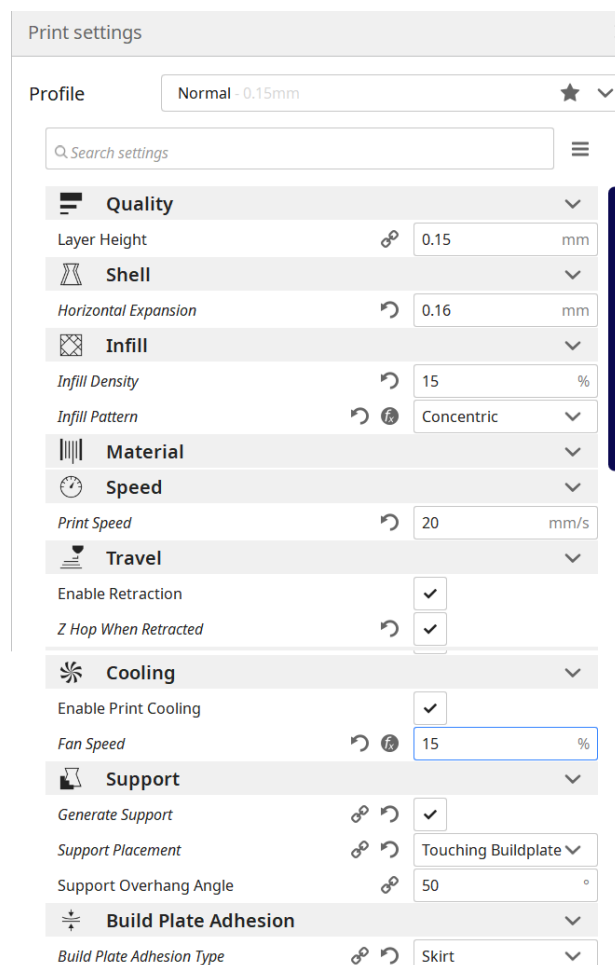 Print settings
Profile Normal - 0.15mm
Search settings
Quality
Layer Height 0.15 mm
Shell
Horizontal Expansion 0.16 mm
Infill
Infill Density 15 %
Infill Pattern fx Concentric
Material
Speed
Print Speed 20 mm/s
Travel
Enable Retraction
Z Hop When Retracted
Cooling
Enable Print Cooling
Fan Speed fx 15 %
Support
Generate Support
Support Placement Touching Buildplate
Support Overhang Angle 50 °
Build Plate Adhesion
Build Plate Adhesion Type Skirt